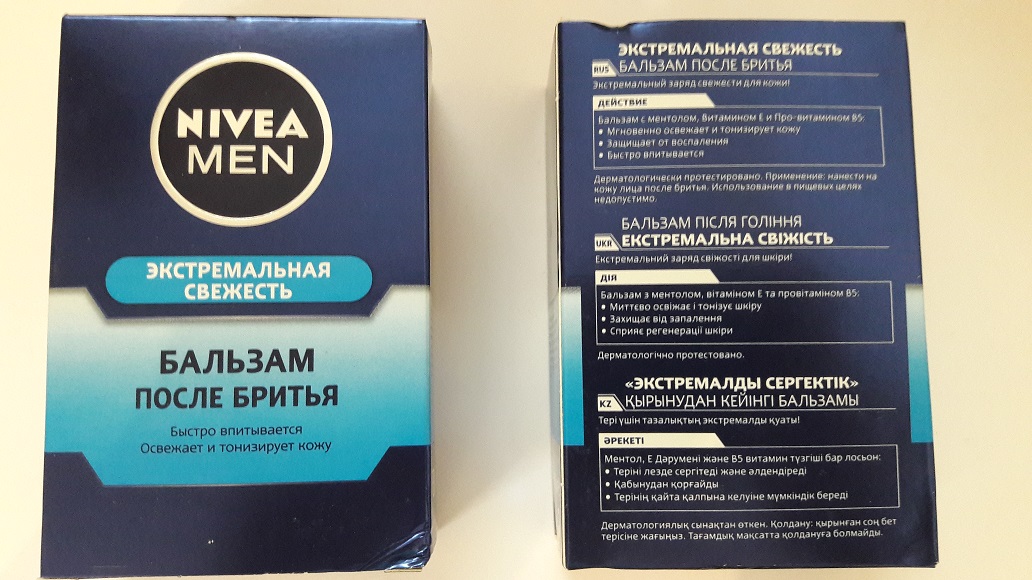 NIVEA
MEN
ЭКСТРЕМАЛЬНАЯ
СВЕЖЕСТЬ
БАЛЬЗАМ
ПОСЛЕ БРИТЬЯ
Быстро впитывается
Освежает и тонизирует кожу
ЭКСТРЕМАЛЬНАЯ СВЕЖЕСТЬ
RUS БАЛЬЗАМ ПОСЛЕ БРИТЬЯ
Экстремальный заряд свежести для кожи!
ДЕЙСТВИЕ
Бальзам с ментолом, Витамином Е и Про-витамином В5:
• Мгновенно освежает и тонизирует кожу
• Защищает от воспаления
• Быстро впитывается
Дерматологически протестировано. Применение: нанести на
кожу лица после бритья. Использование в пищевых целях
недопустимо.
БАЛЬЗАМ ПІСЛЯ ГОЛІННЯ
UKR ЕКСТРЕМАЛЬНА СВІЖІСТЬ
Екстремальний заряд свіжості для шкіри!
ДІЯ
Бальзам з ментолом, вітаміном Е та провітаміном В5:
• Миттєво освіжає і тонізує шкіру
• Захищає від запалення
• Сприяє регенерації шкіри
Дерматологічно протестовано.
«ЭКСТРЕМАЛДЫ СЕРГЕКТІК»
KZ ҚЫРЫНУДАН КЕЙІНГІ БАЛЬЗАМЫ
Тері үшін тазалықтың экстремалды қуаты!
ӘРЕКЕТІ
Ментол, Е Дәрумені және В5 витамин түзгіші бар лосьон:
• Теріні лезде сергітеді және әлдендіреді
• Қабынудан қорғайды
• Терінің қайта қалпына келуіне мүмкіндік береді
Дерматологиялық сынақтан өткен. Қолдану: қырынған соң бет
терісіне жағыңыз. Тағамдық мақсатта қолдануға болмайды.